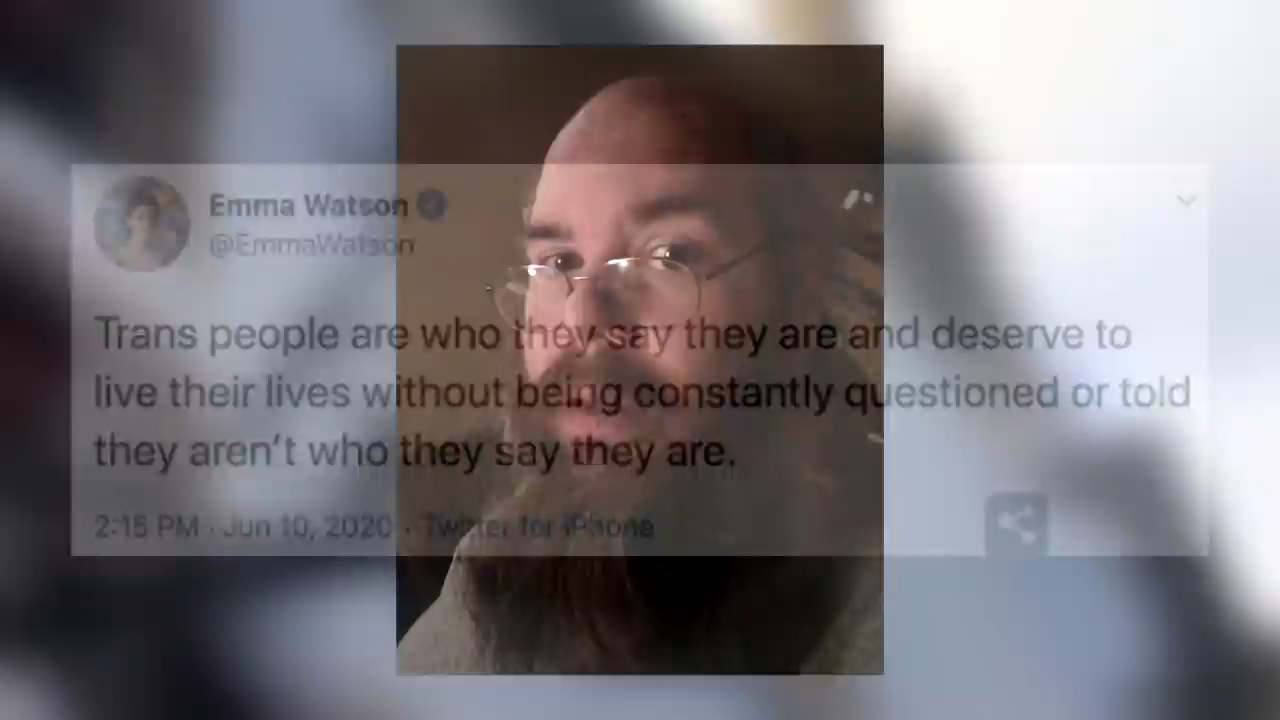 Emma Watson
@EmmaWatson
Trans people are who they say they are and deserve to
live their lives without being constantly questioned or told
they aren't who they say they are.
2:15 PM · Jun 10, 2020 · Twitter for iPhone